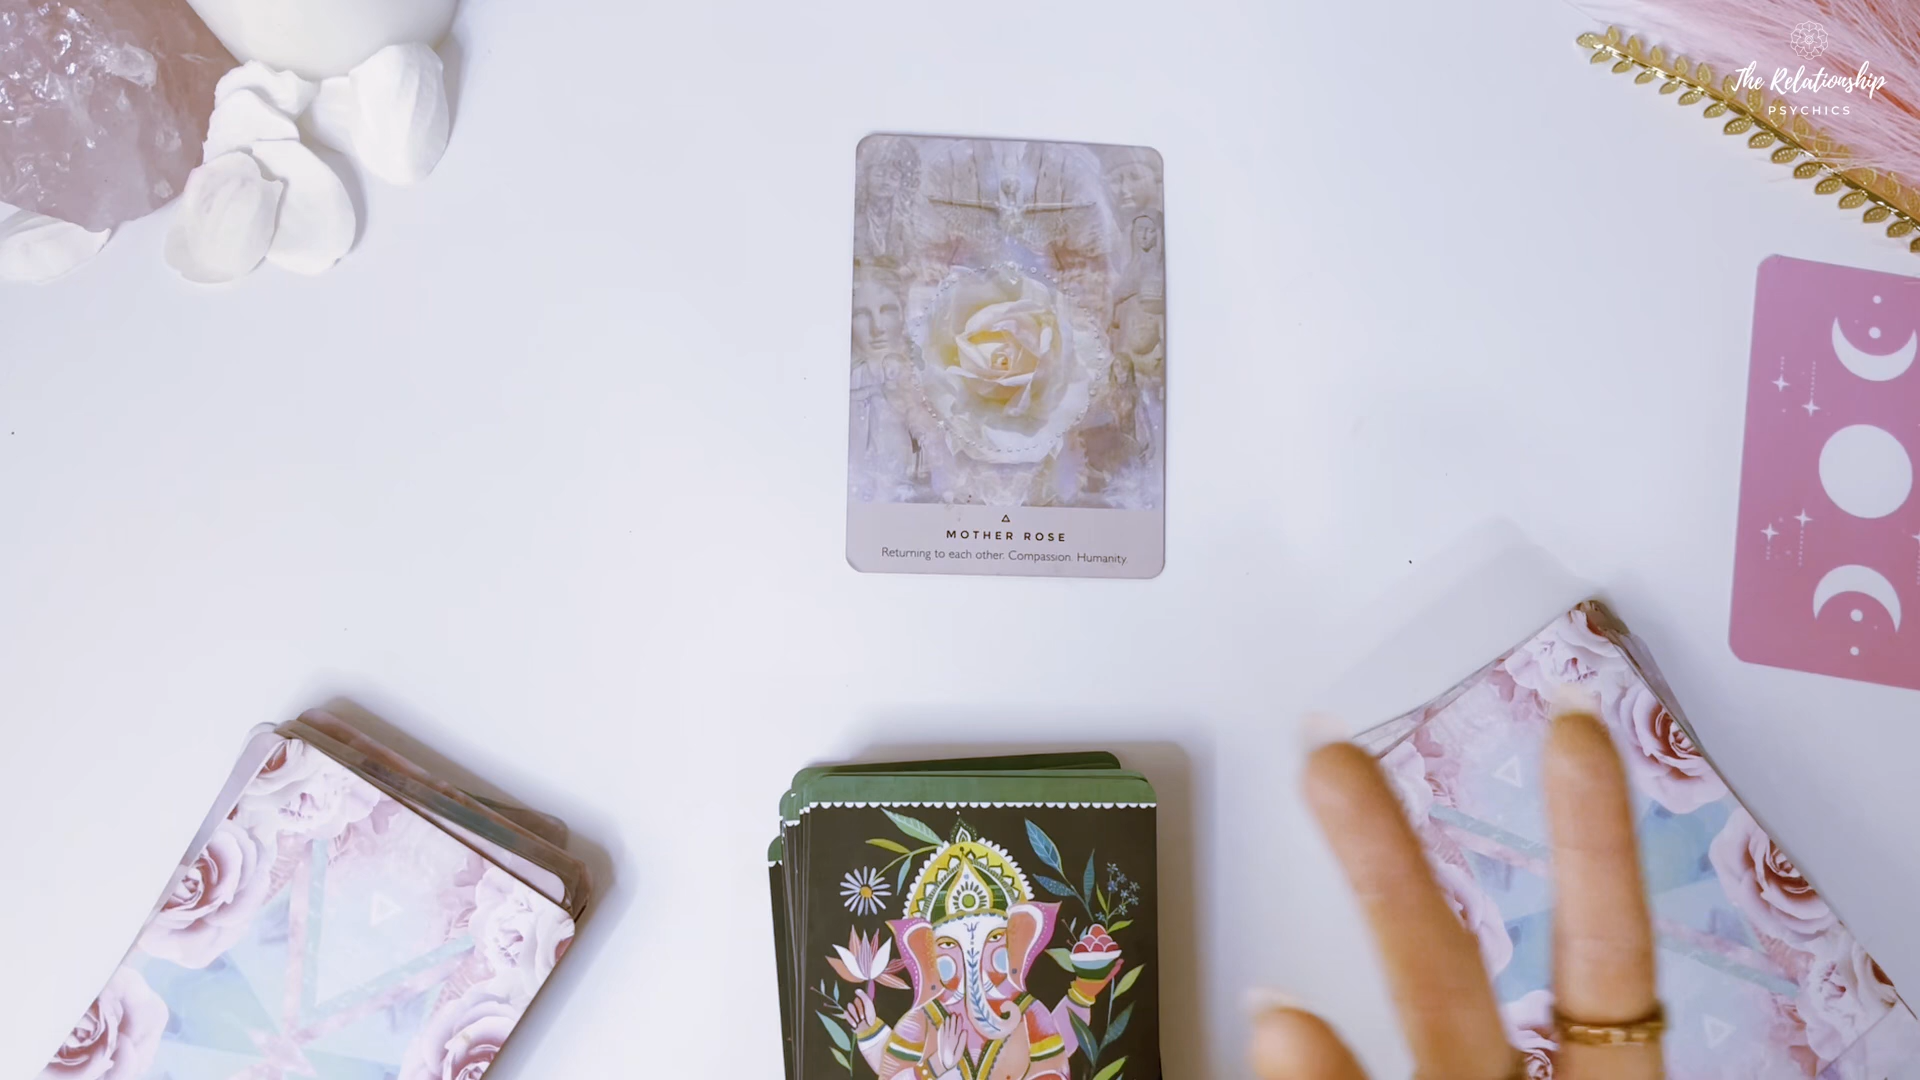 The Relationship
PSYCHICS
MOTHER ROSE
Returning to each other. Compassion. Humanity.